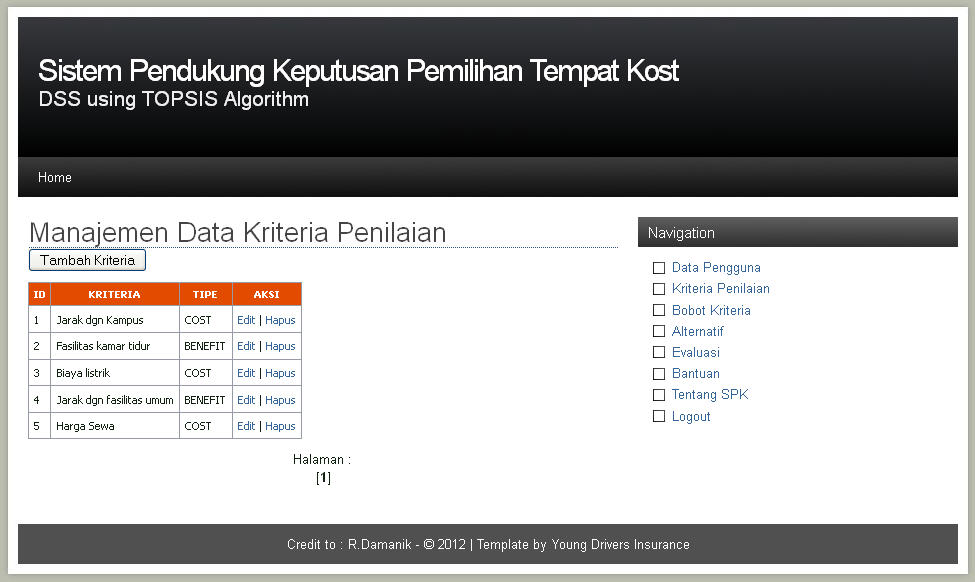 Sistem Pendukung Keputusan Pemilihan Tempat Kost
DSS using TOPSIS Algorithm
Home
Manajemen Data Kriteria Penilaian
Tambah Kriteria
ID KRITERIA TIPE AKSI
1 Jarak dgn Kampus COST Edit | Hapus
2 Fasilitas kamar tidur BENEFIT Edit | Hapus
3 Biaya listrik COST Edit | Hapus
4 Jarak dgn fasilitas umum BENEFIT Edit | Hapus
5 Harga Sewa COST Edit | Hapus
Halaman :
[1]
Navigation
Data Pengguna
Kriteria Penilaian
Bobot Kriteria
Alternatif
Evaluasi
Bantuan
Tentang SPK
Logout
Credit to : R.Damanik - © 2012 | Template by Young Drivers Insurance